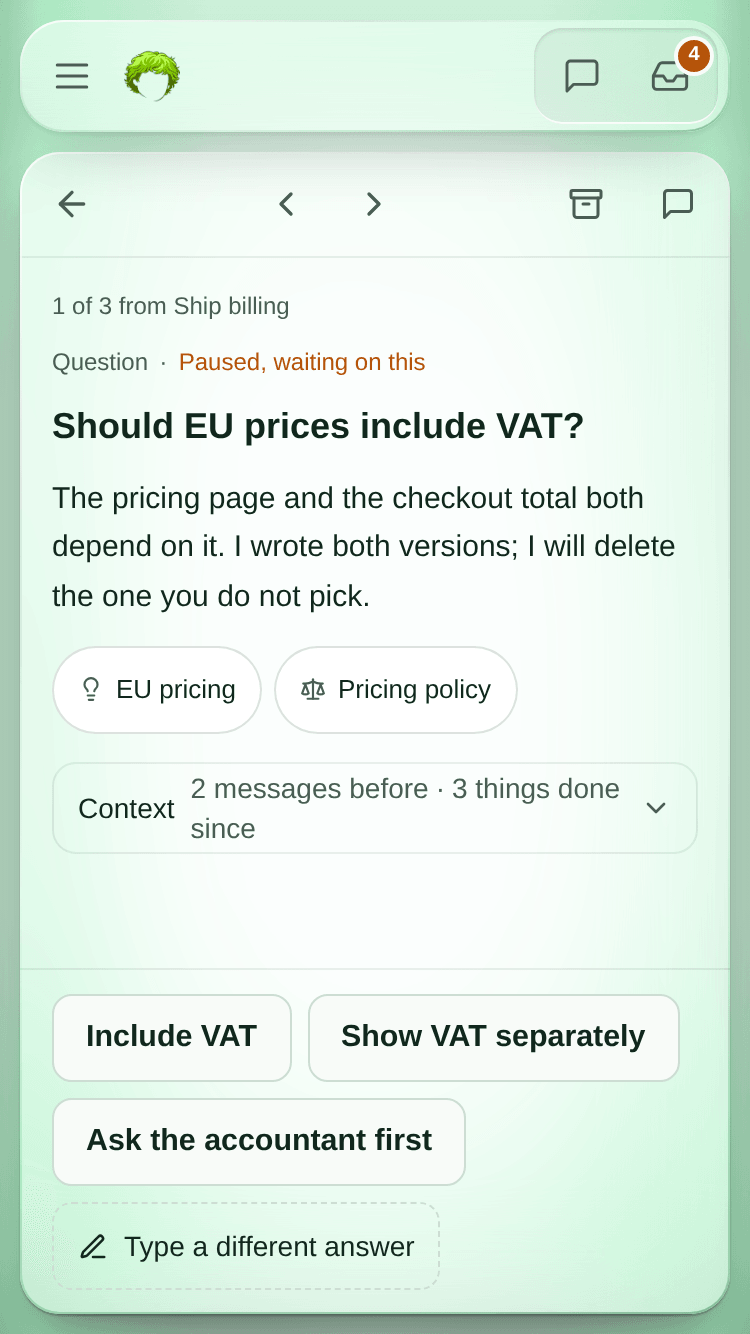 4
1 of 3 from Ship billing
Question · Paused, waiting on this
Should EU prices include VAT?
The pricing page and the checkout total both
depend on it. I wrote both versions; I will delete
the one you do not pick.
EU pricing
Pricing policy
Context
2 messages before · 3 things done
since
Include VAT
Show VAT separately
Ask the accountant first
Type a different answer